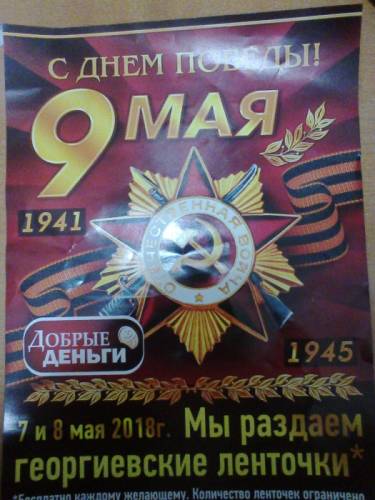 С ДНЕМ ПОБЕДЫ!
9 МАЯ
1941
ОТЕЧЕСТВЕННАЯ ВОЙНА
ДОБРЫЕ
ДЕНЬГИ
1945
7 и 8 мая 2018г. Мы раздаем
георгиевские ленточки*
*Бесплатно каждому желающему. Количество ленточек ограничено